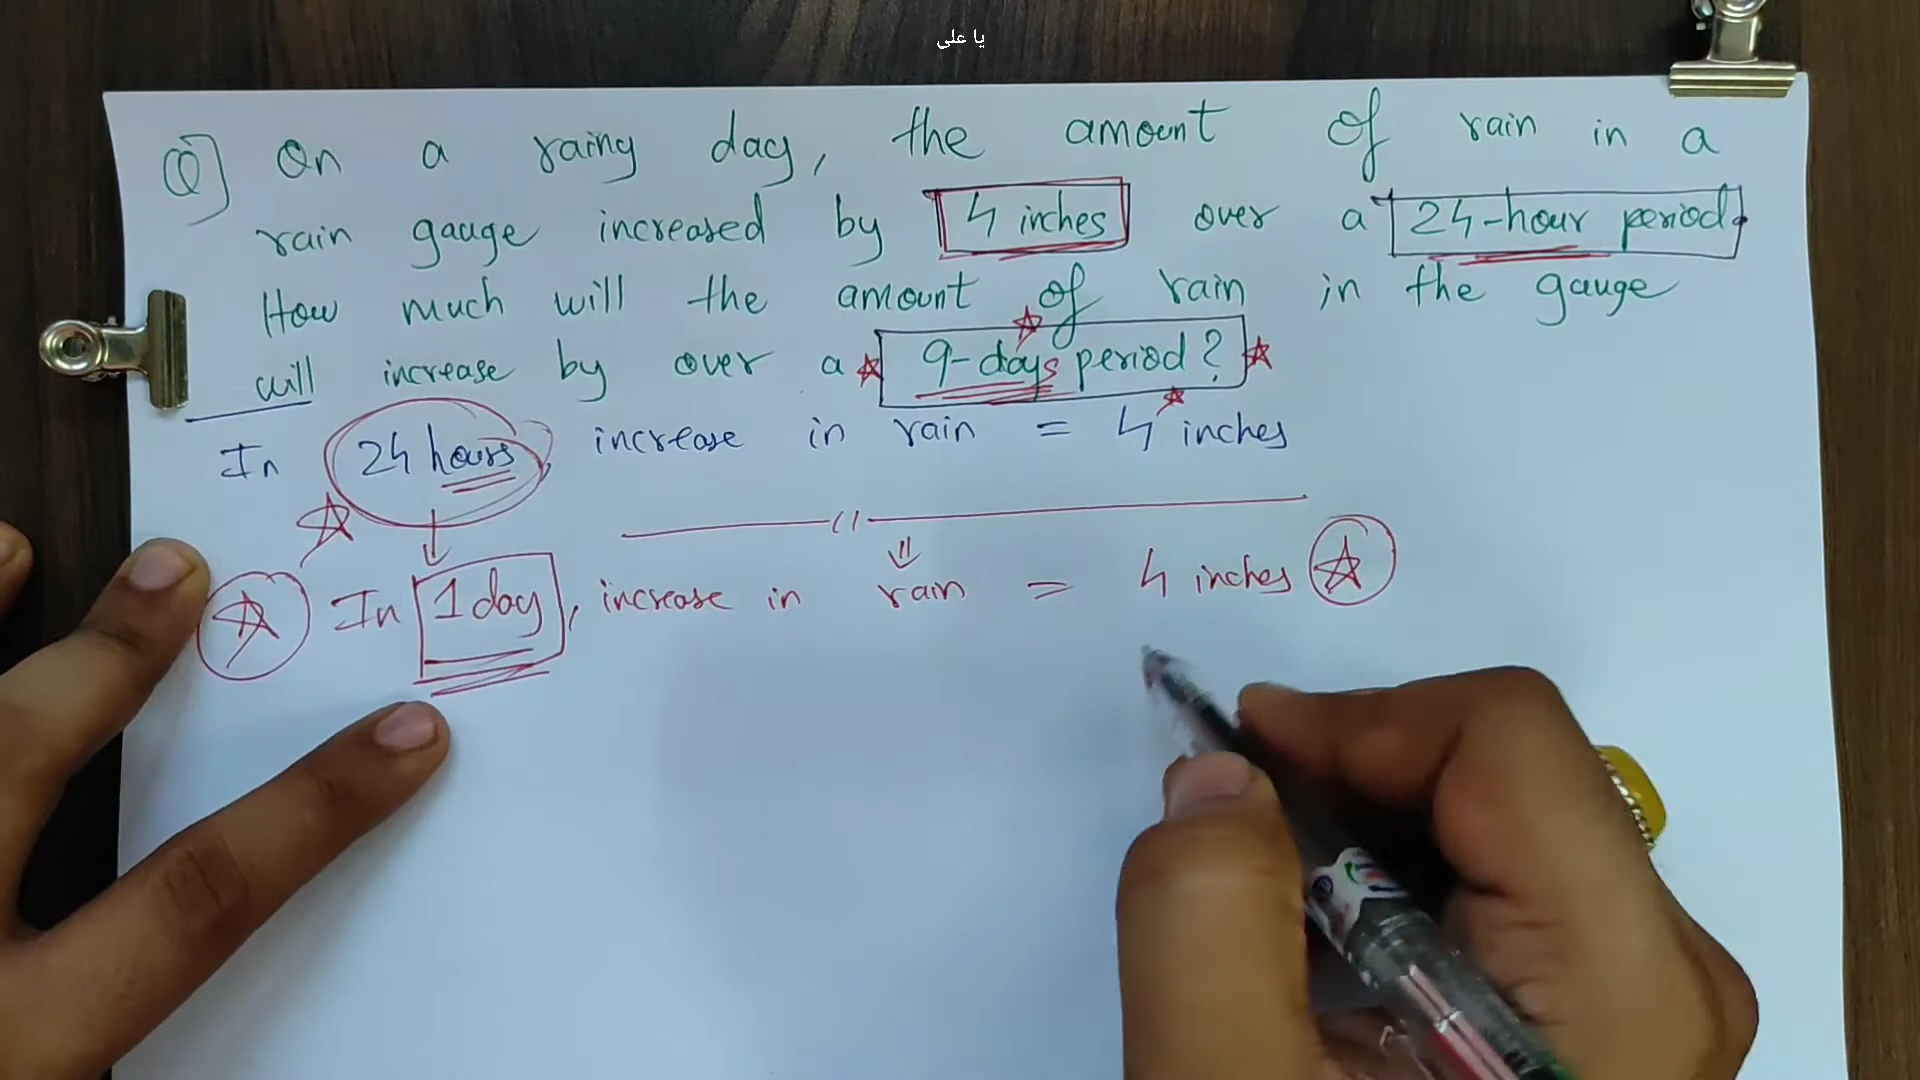 يا على
Q] On a rainy day, the amount of rain in a
rain gauge increased by 4 inches over a 24-hour period.
How much will the amount of rain in the gauge
will increase by over a 9-days period?
In 24 hours, increase in rain = 4 inches
In 1 day, increase in rain = 4 inches